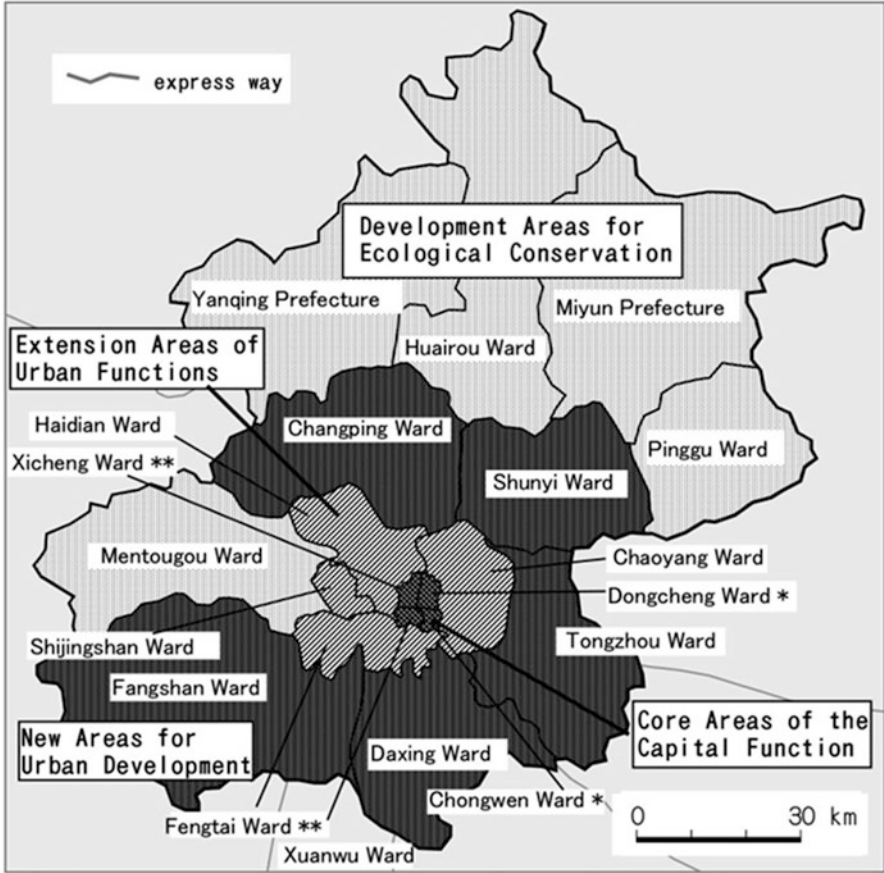 express way
Development Areas for
Ecological Conservation
Yanqing Prefecture
Miyun Prefecture
Extension Areas of
Urban Functions
Huairou Ward
Haidian Ward
Changping Ward
Pinggu Ward
Xicheng Ward **
Shunyi Ward
Mentougou Ward
Chaoyang Ward
Dongcheng Ward *
Shijingshan Ward
Tongzhou Ward
Fangshan Ward
New Areas for
Urban Development
Core Areas of the
Capital Function
Daxing Ward
Chongwen Ward *
Fengtai Ward **
Xuanwu Ward
0 30 km